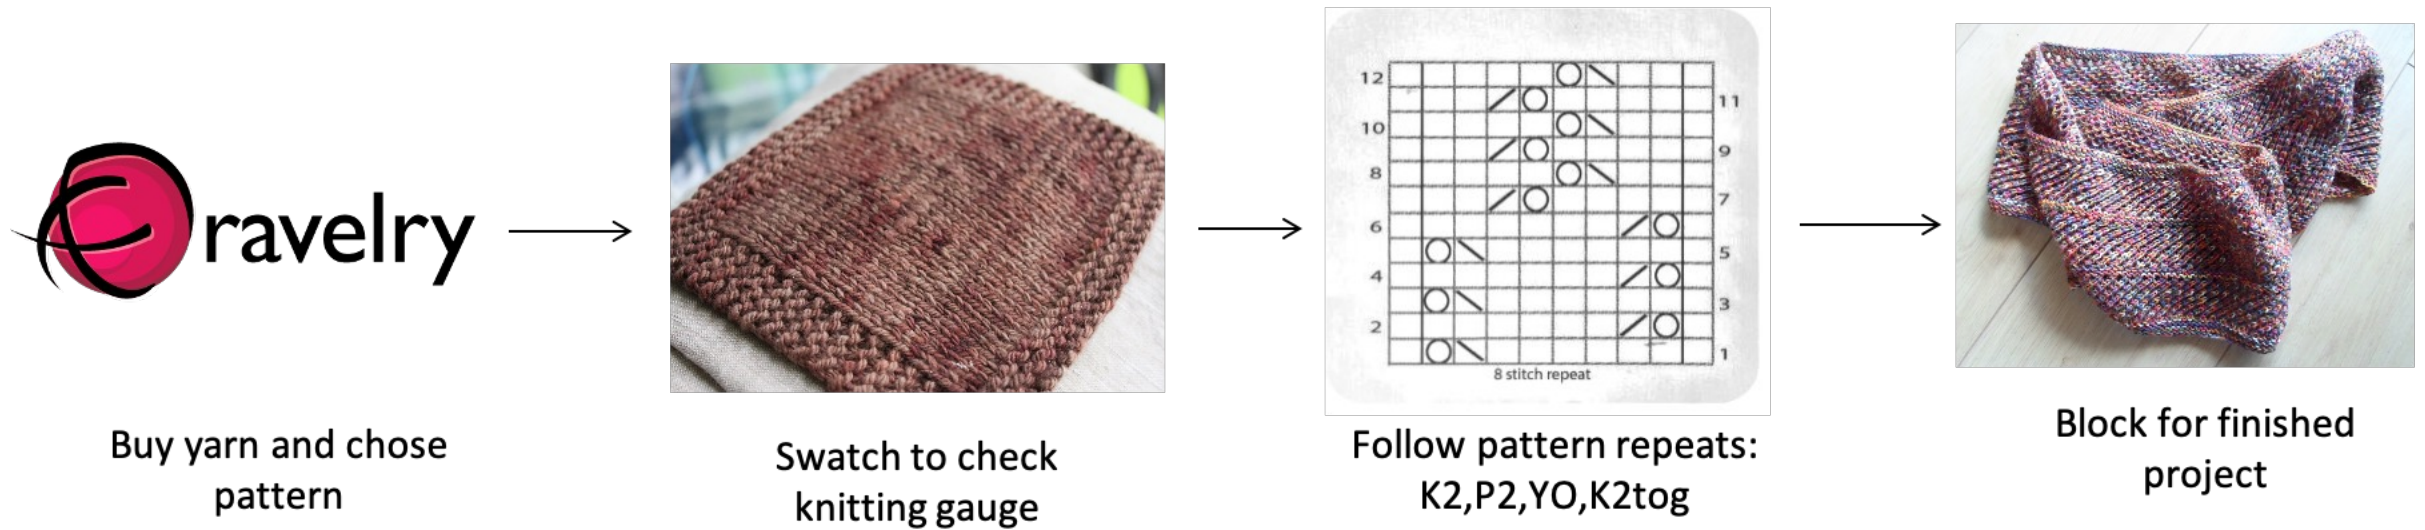 ravelry
Buy yarn and chose
pattern
Swatch to check
knitting gauge
12
11
10
9
8
7
6
5
4
3
2
1
8 stitch repeat
Follow pattern repeats:
K2,P2,YO,K2tog
Block for finished
project